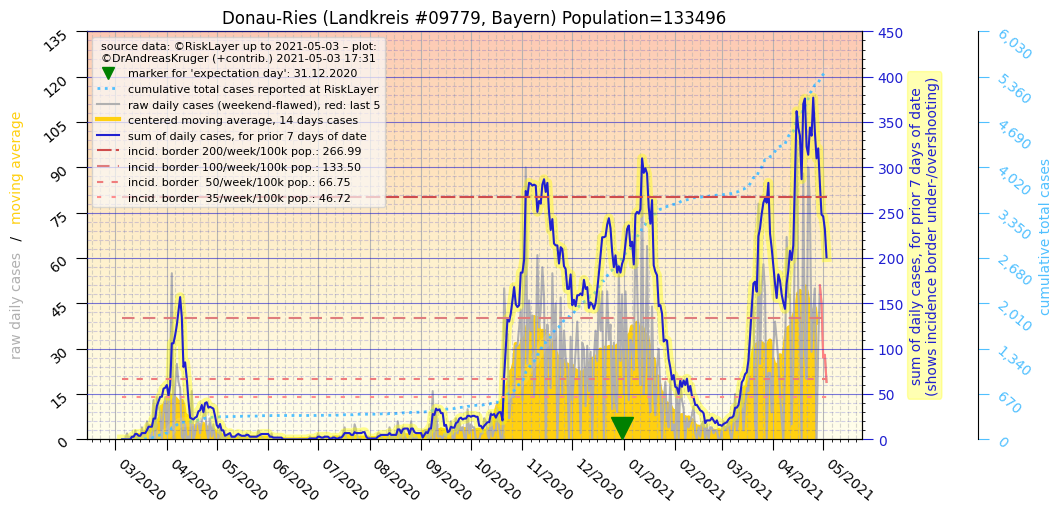 Donau-Ries (Landkreis #09779, Bayern) Population=133496
source data: ©RiskLayer up to 2021-05-03 – plot:
©DrAndreasKruger (+contrib.) 2021-05-03 17:31
marker for 'expectation day': 31.12.2020
cumulative total cases reported at RiskLayer
raw daily cases (weekend-flawed), red: last 5
centered moving average, 14 days cases
sum of daily cases, for prior 7 days of date
incid. border 200/week/100k pop.: 266.99
incid. border 100/week/100k pop.: 133.50
incid. border 50/week/100k pop.: 66.75
incid. border 35/week/100k pop.: 46.72
raw daily cases / moving average
135
120
105
90
75
60
45
30
15
0
03/2020
04/2020
05/2020
06/2020
07/2020
08/2020
09/2020
10/2020
11/2020
12/2020
01/2021
02/2021
03/2021
04/2021
05/2021
450
400
350
300
250
200
150
100
50
0
sum of daily cases, for prior 7 days of date
(shows incidence border under-/overshooting)
6,030
5,360
4,690
4,020
3,350
2,680
2,010
1,340
670
0
cumulative total cases